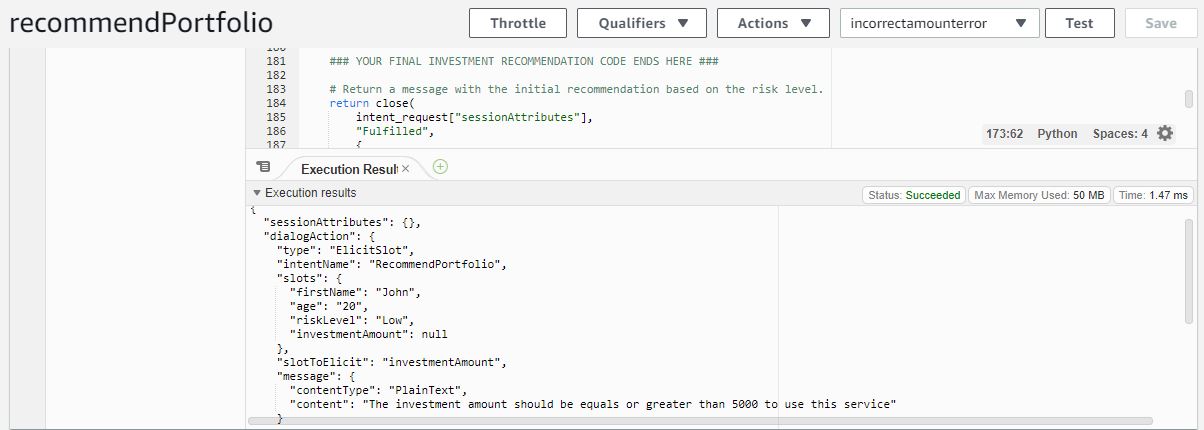 recommendPortfolio
Throttle
Qualifiers
Actions
incorrectamounterror
Test
Save
180
181 ### YOUR FINAL INVESTMENT RECOMMENDATION CODE ENDS HERE ###
182
183 # Return a message with the initial recommendation based on the risk level.
184 return close(
185 intent_request["sessionAttributes"],
186 "Fulfilled",
187 {
173:62 Python Spaces: 4
Execution Result
Execution results
Status: Succeeded
Max Memory Used: 50 MB
Time: 1.47 ms
{
"sessionAttributes": {},
"dialogAction": {
"type": "ElicitSlot",
"intentName": "RecommendPortfolio",
"slots": {
"firstName": "John",
"age": "20",
"riskLevel": "Low",
"investmentAmount": null
},
"slotToElicit": "investmentAmount",
"message": {
"contentType": "PlainText",
"content": "The investment amount should be equals or greater than 5000 to use this service"
}